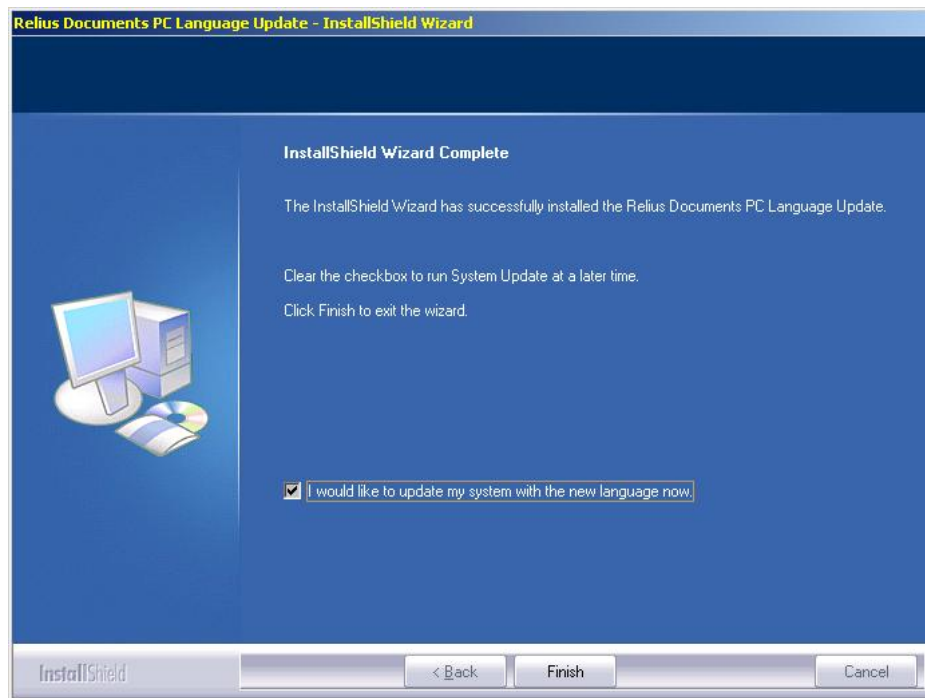 Relius Documents PC Language Update - InstallShield Wizard
InstallShield Wizard Complete
The InstallShield Wizard has successfully installed the Relius Documents PC Language Update.
Clear the checkbox to run System Update at a later time.
Click Finish to exit the wizard.
I would like to update my system with the new language now.
InstallShield
< Back
Finish
Cancel